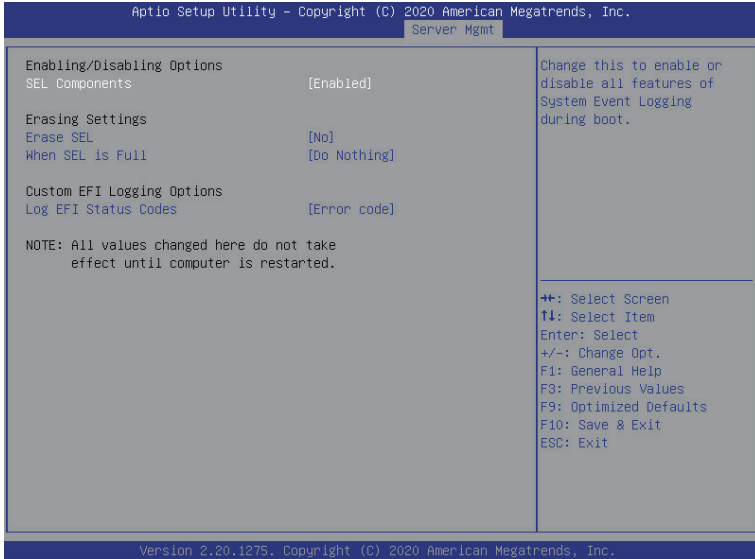 Aptio Setup Utility – Copyright (C) 2020 American Megatrends, Inc.
Server Mgmt
Enabling/Disabling Options
SEL Components [Enabled]
Erasing Settings
Erase SEL [No]
When SEL is Full [Do Nothing]
Custom EFI Logging Options
Log EFI Status Codes [Error code]
NOTE: All values changed here do not take
effect until computer is restarted.
Change this to enable or
disable all features of
System Event Logging
during boot.
→←: Select Screen
↑↓: Select Item
Enter: Select
+/-: Change Opt.
F1: General Help
F3: Previous Values
F9: Optimized Defaults
F10: Save & Exit
ESC: Exit
Version 2.20.1275. Copyright (C) 2020 American Megatrends, Inc.